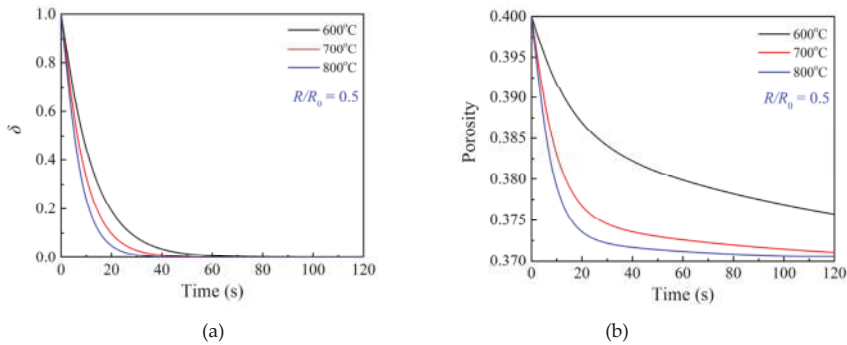 1.0
0.8
0.6
0.4
0.2
0.0
δ
600°C
700°C
800°C
R/R0 = 0.5
0 20 40 60 80 100 120
Time (s)
(a)
0.400
0.395
0.390
0.385
0.380
0.375
0.370
Porosity
600°C
700°C
800°C
R/R0 = 0.5
0 20 40 60 80 100 120
Time (s)
(b)